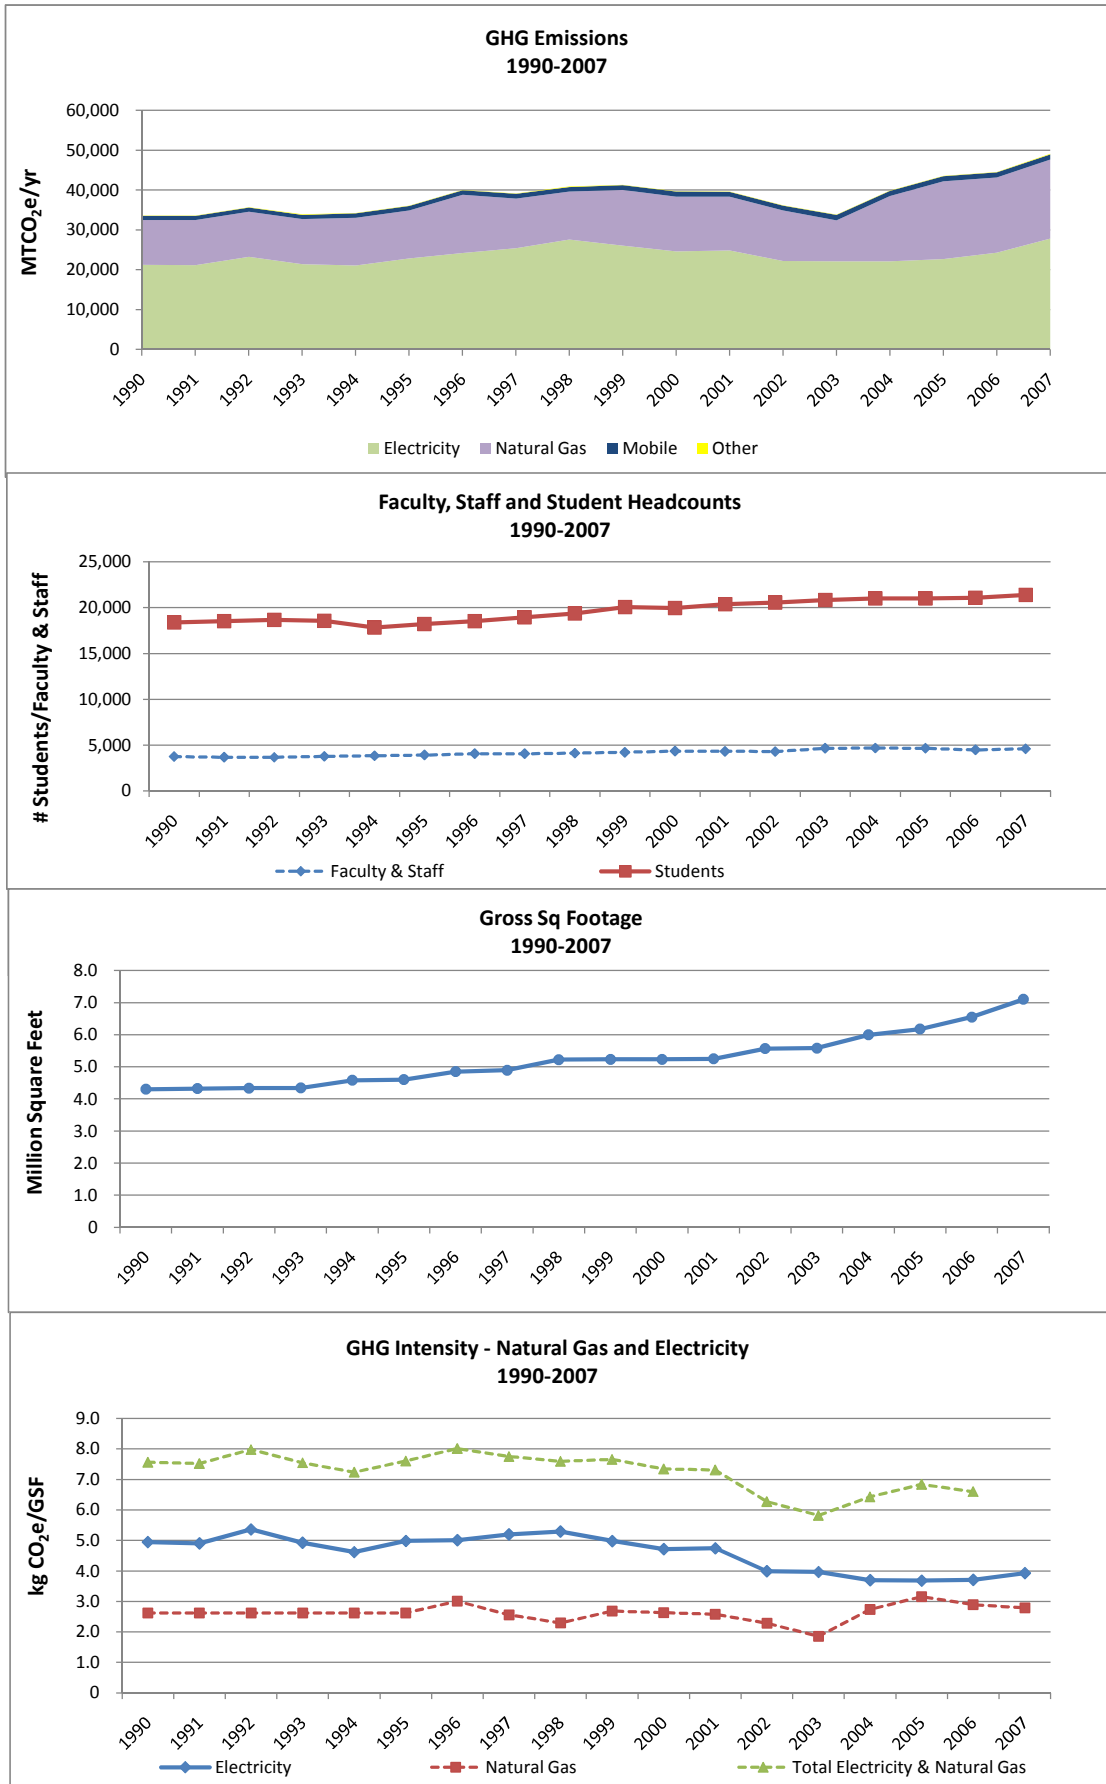 GHG Emissions
1990-2007
MTCO₂e/yr
60,000
50,000
40,000
30,000
20,000
10,000
0
1990 1991 1992 1993 1994 1995 1996 1997 1998 1999 2000 2001 2002 2003 2004 2005 2006 2007
Electricity Natural Gas Mobile Other
Faculty, Staff and Student Headcounts
1990-2007
# Students/Faculty & Staff
25,000
20,000
15,000
10,000
5,000
0
1990 1991 1992 1993 1994 1995 1996 1997 1998 1999 2000 2001 2002 2003 2004 2005 2006 2007
Faculty & Staff Students
Gross Sq Footage
1990-2007
Million Square Feet
8.0
7.0
6.0
5.0
4.0
3.0
2.0
1.0
0
1990 1991 1992 1993 1994 1995 1996 1997 1998 1999 2000 2001 2002 2003 2004 2005 2006 2007
GHG Intensity - Natural Gas and Electricity
1990-2007
kg CO₂e/GSF
9.0
8.0
7.0
6.0
5.0
4.0
3.0
2.0
1.0
0
1990 1991 1992 1993 1994 1995 1996 1997 1998 1999 2000 2001 2002 2003 2004 2005 2006 2007
Electricity Natural Gas Total Electricity & Natural Gas